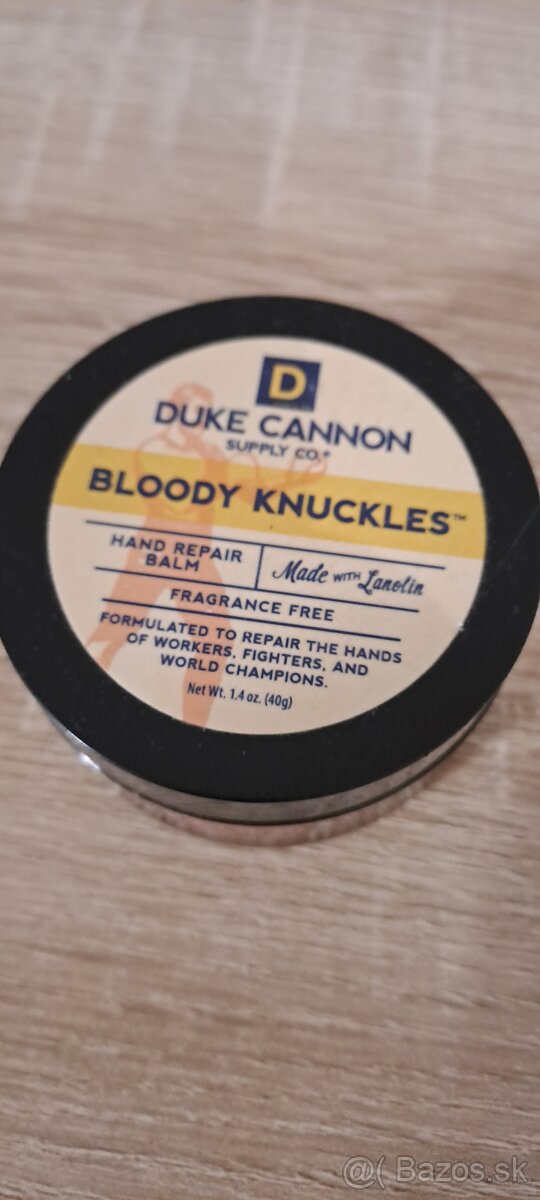 D
DUKE CANNON
SUPPLY CO.®
BLOODY KNUCKLES™
HAND REPAIR
BALM
Made WITH Lanolin
FRAGRANCE FREE
FORMULATED TO REPAIR THE HANDS
OF WORKERS, FIGHTERS, AND
WORLD CHAMPIONS.
Net Wt. 1.4 oz. (40g)
@( Bazos.sk